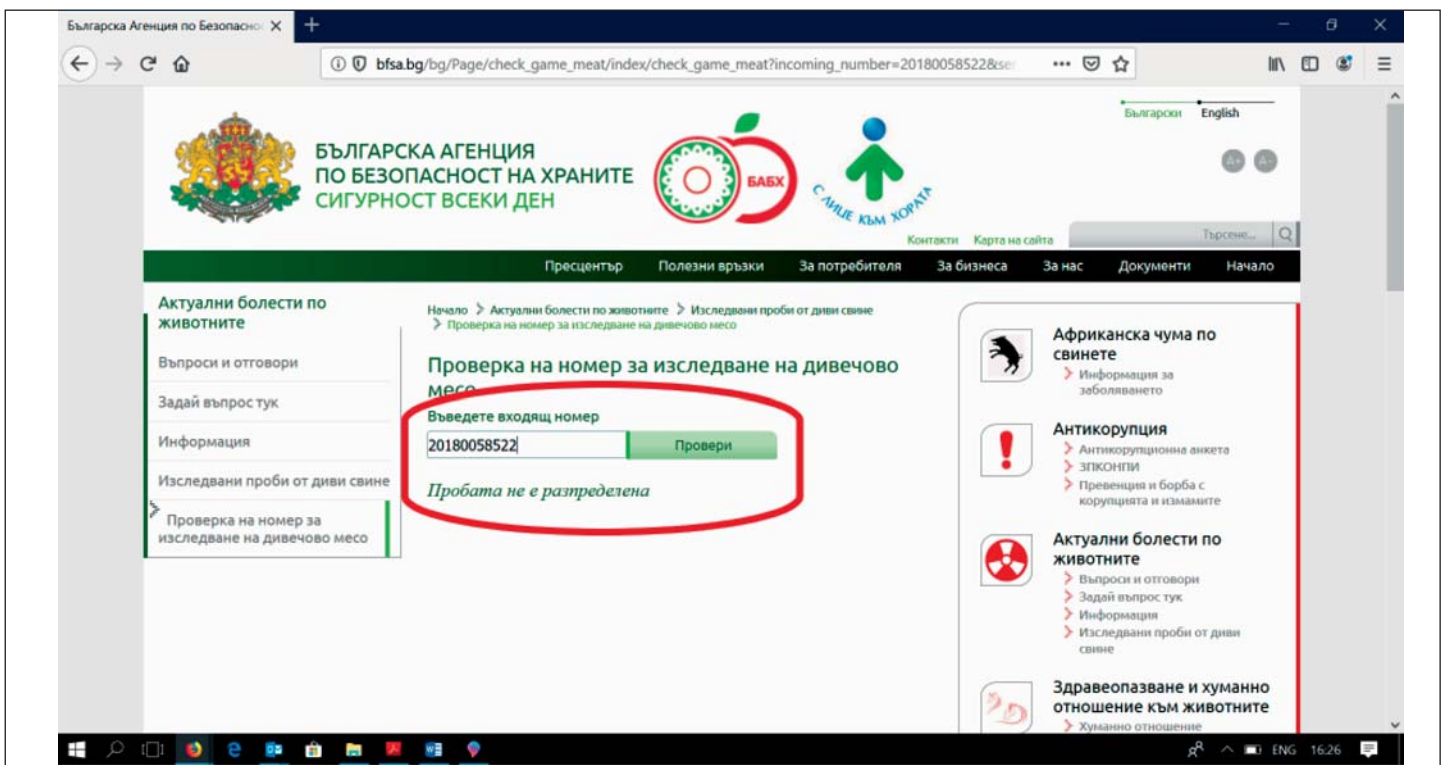 Българска Агенция по Безопаснос
bfsa.bg/bg/Page/check_game_meat/index/check_game_meat?incoming_number=20180058522&ser
Български English
БЪЛГАРСКА АГЕНЦИЯ
ПО БЕЗОПАСНОСТ НА ХРАНИТЕ
СИГУРНОСТ ВСЕКИ ДЕН
БАБХ
С ЛИЦЕ КЪМ ХОРАТА
A+ A-
Контакти Карта на сайта
Търсене...
Пресцентър Полезни връзки За потребителя За бизнеса За нас Документи Начало
Актуални болести по
животните
Въпроси и отговори
Задай въпрос тук
Информация
Изследвани проби от диви свине
Проверка на номер за
изследване на дивечово месо
Начало > Актуални болести по животните > Изследвани проби от диви свине
> Проверка на номер за изследване на дивечово месо
Проверка на номер за изследване на дивечово
месо
Въведете входящ номер
20180058522
Провери
Пробата не е разпределена
Африканска чума по
свинете
Информация за
заболяването
Антикорупция
Антикорупционна анкета
ЗПКОНПИ
Превенция и борба с
корупцията и измамите
Актуални болести по
животните
Въпроси и отговори
Задай въпрос тук
Информация
Изследвани проби от диви
свине
Здравеопазване и хуманно
отношение към животните
Хуманно отношение
ENG 16:26